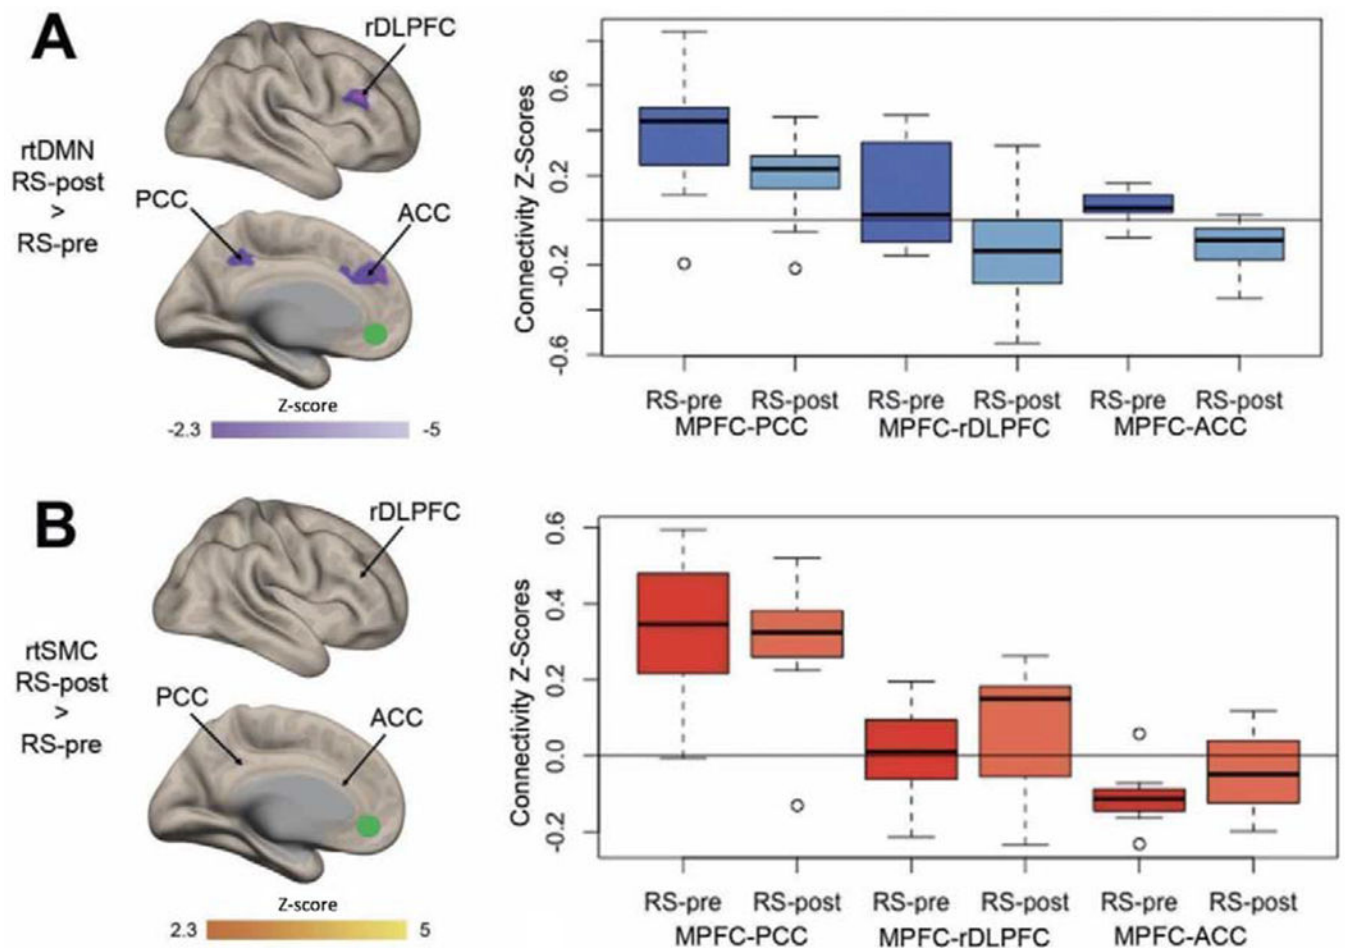 A
rDLPFC
rtDMN
RS-post
>
RS-pre
PCC
ACC
Z-score
-2.3
-5
Connectivity Z-Scores
0.6
0.2
-0.2
-0.6
RS-pre RS-post RS-pre RS-post RS-pre RS-post
MPFC-PCC MPFC-rDLPFC MPFC-ACC
B
rDLPFC
rtSMC
RS-post
>
RS-pre
PCC
ACC
Z-score
2.3
5
Connectivity Z-Scores
0.6
0.4
0.2
0.0
-0.2
RS-pre RS-post RS-pre RS-post RS-pre RS-post
MPFC-PCC MPFC-rDLPFC MPFC-ACC